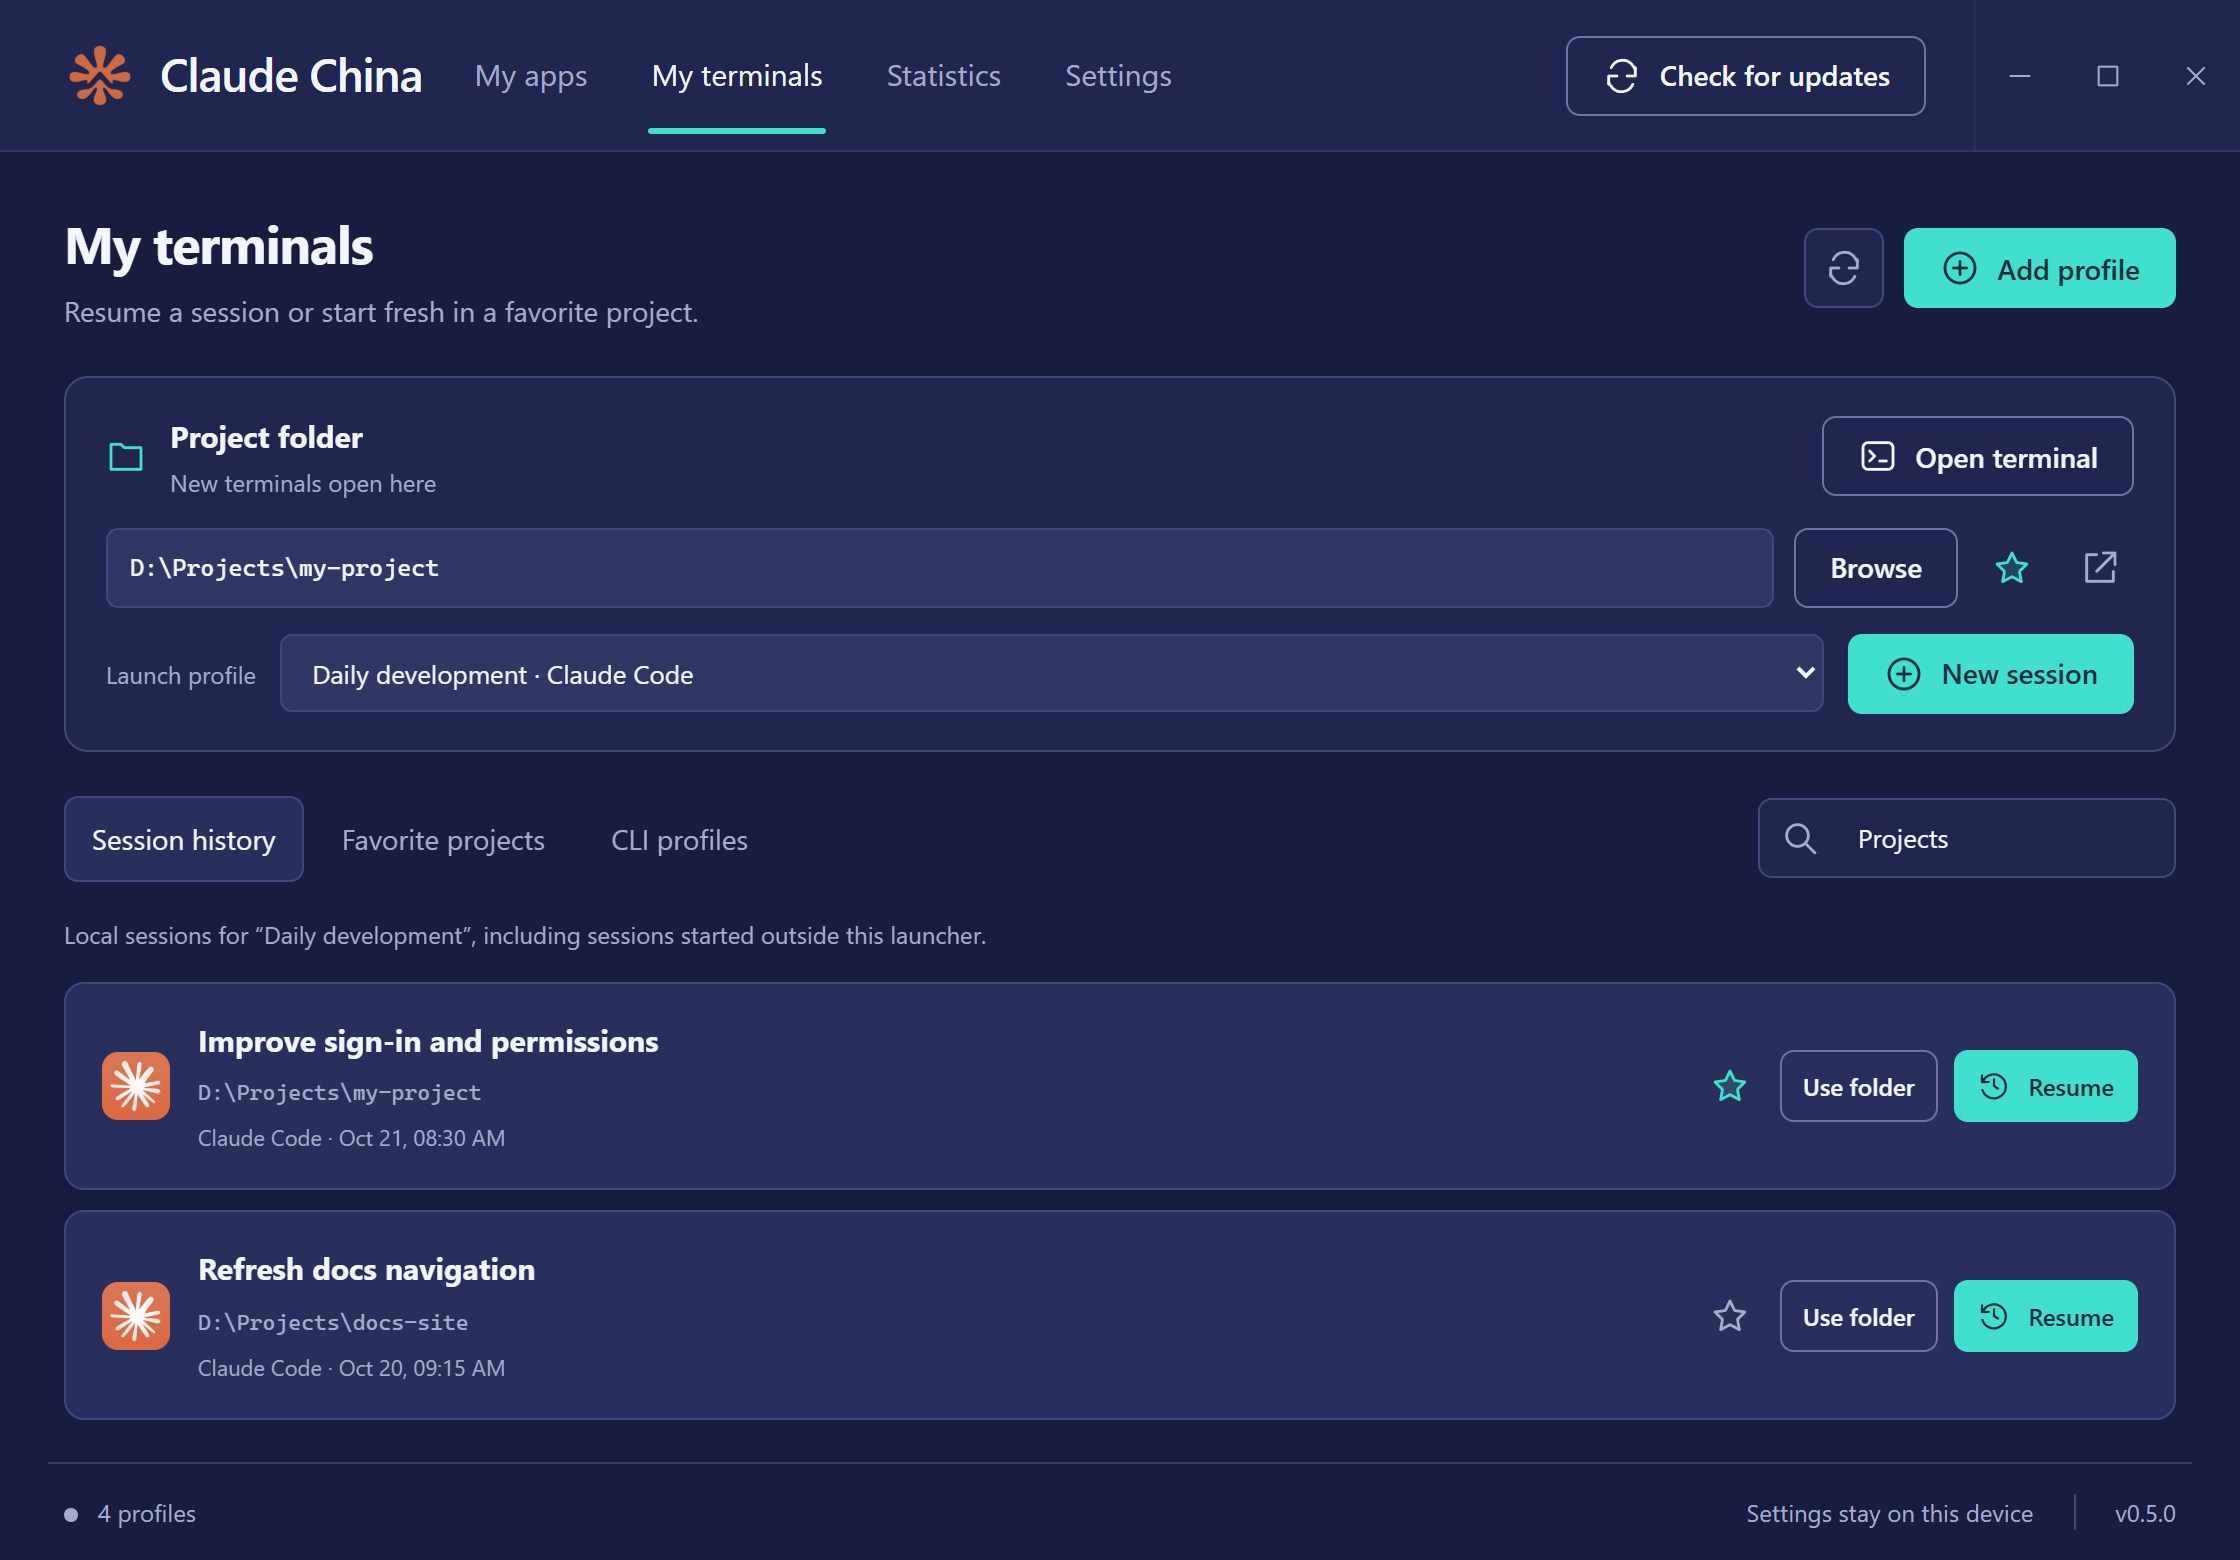 Claude China
My apps
My terminals
Statistics
Settings
Check for updates
My terminals
Resume a session or start fresh in a favorite project.
Add profile
Project folder
New terminals open here
Open terminal
D:\Projects\my-project
Browse
Launch profile
Daily development · Claude Code
New session
Session history
Favorite projects
CLI profiles
Projects
Local sessions for “Daily development”, including sessions started outside this launcher.
Improve sign-in and permissions
D:\Projects\my-project
Claude Code · Oct 21, 08:30 AM
Use folder
Resume
Refresh docs navigation
D:\Projects\docs-site
Claude Code · Oct 20, 09:15 AM
Use folder
Resume
4 profiles
Settings stay on this device
v0.5.0